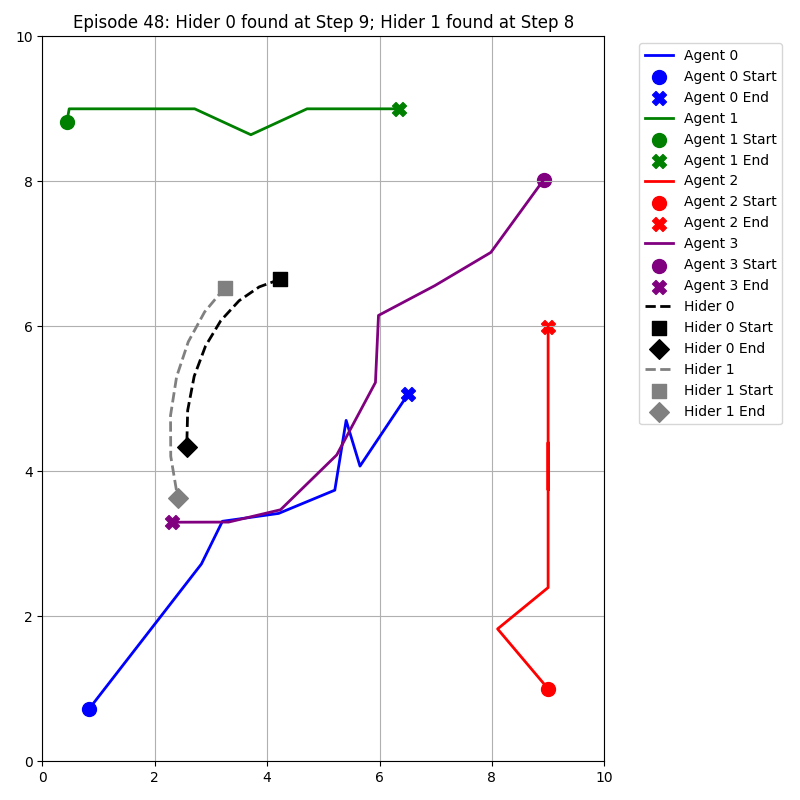 Episode 48: Hider 0 found at Step 9; Hider 1 found at Step 8
10
8
6
4
2
0
0 2 4 6 8 10
Agent 0
Agent 0 Start
Agent 0 End
Agent 1
Agent 1 Start
Agent 1 End
Agent 2
Agent 2 Start
Agent 2 End
Agent 3
Agent 3 Start
Agent 3 End
Hider 0
Hider 0 Start
Hider 0 End
Hider 1
Hider 1 Start
Hider 1 End